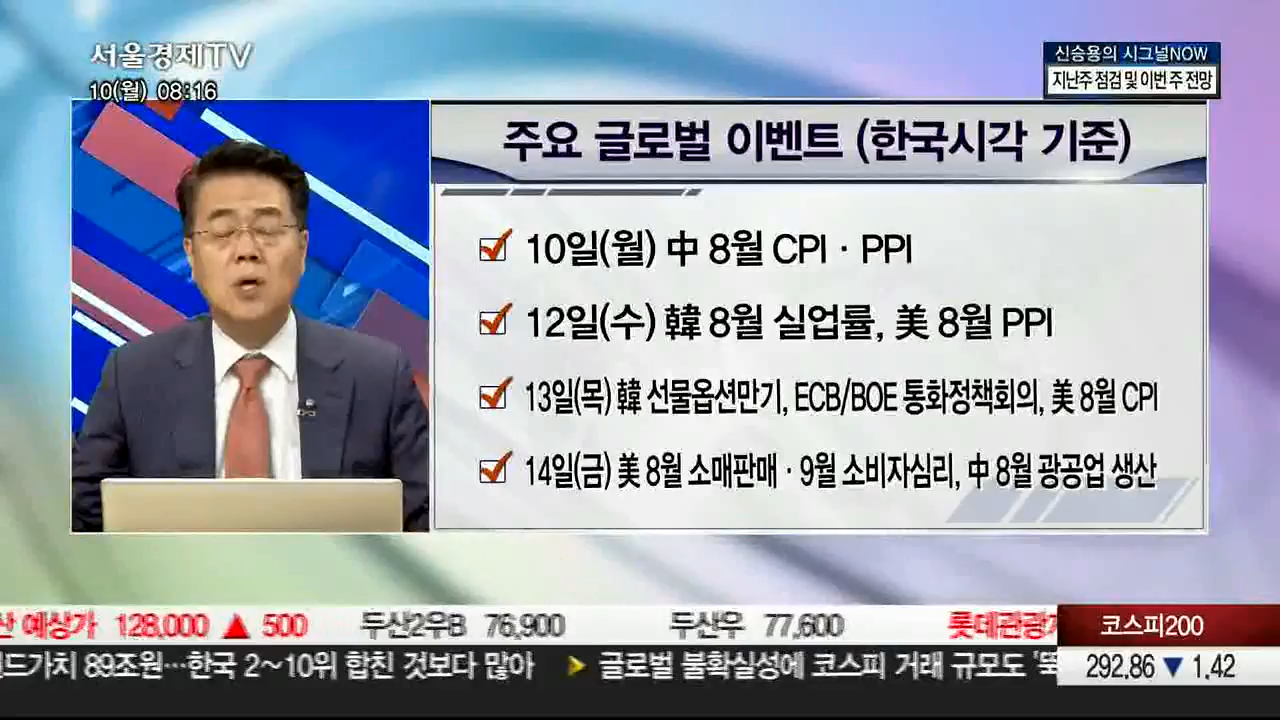 서울경제TV
10(월) 08:16
신승용의 시그널NOW
지난주 점검 및 이번 주 전망
주요 글로벌 이벤트 (한국시각 기준)
10일(월) 中 8월 CPI · PPI
12일(수) 韓 8월 실업률, 美 8월 PPI
13일(목) 韓 선물옵션만기, ECB/BOE 통화정책회의, 美 8월 CPI
14일(금) 美 8월 소매판매 · 9월 소비자심리, 中 8월 광공업 생산
산 예상가 128,000 ▲ 500 두산2우B 76,900 두산우 77,600 롯데관광
코스피200
드가치 89조원…한국 2~10위 합친 것보다 많아 ▶ 글로벌 불확실성에 코스피 거래 규모도 '뚝
292.86 ▼ 1.42